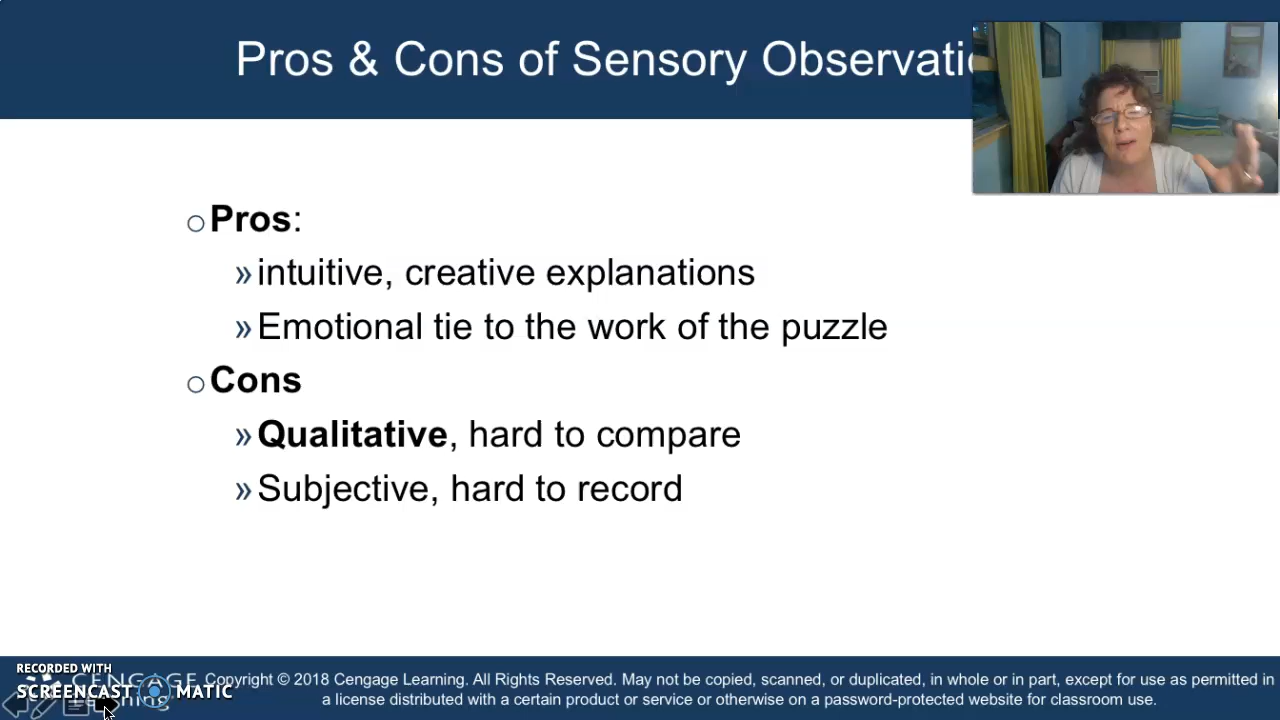 Pros & Cons of Sensory Observatio
Pros:
» intuitive, creative explanations
» Emotional tie to the work of the puzzle
Cons
» Qualitative, hard to compare
» Subjective, hard to record
RECORDED WITH
SCREENCAST MATIC
CENGAGE
Learning
Copyright © 2018 Cengage Learning. All Rights Reserved. May not be copied, scanned, or duplicated, in whole or in part, except for use as permitted in
a license distributed with a certain product or service or otherwise on a password-protected website for classroom use.